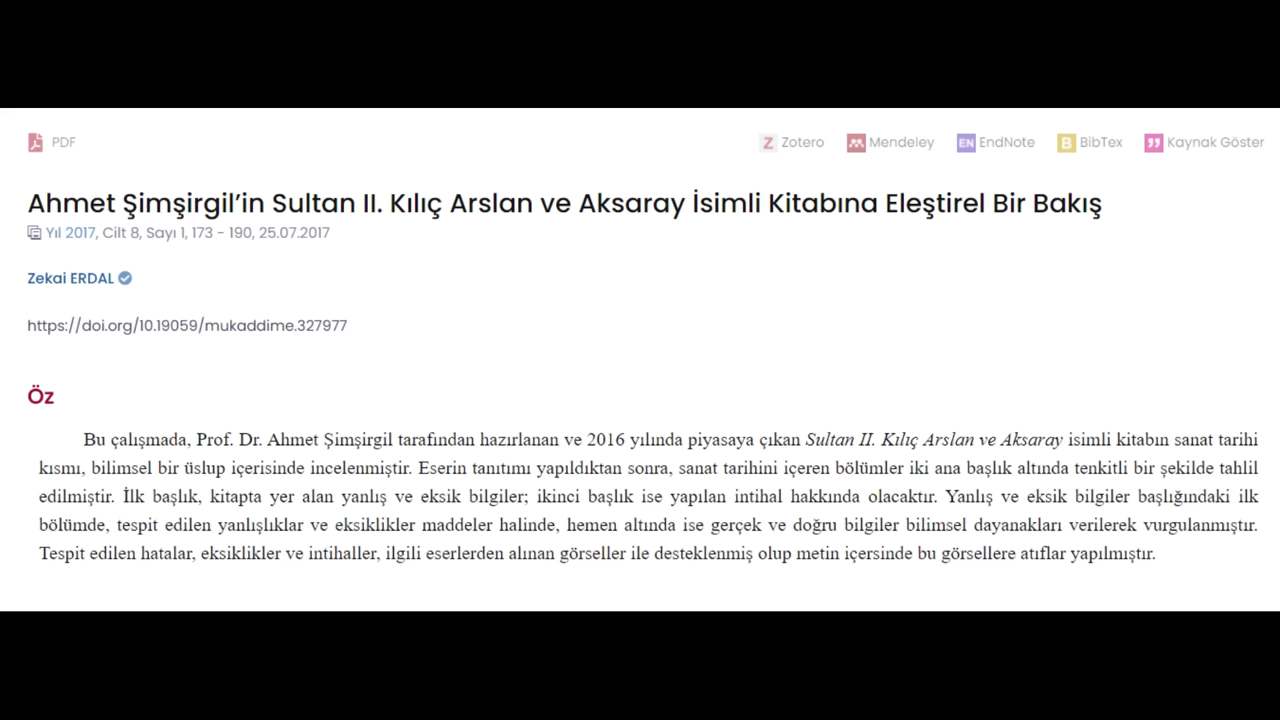 PDF
Zotero Mendeley EndNote BibTex Kaynak Göster
Ahmet Şimşirgil’in Sultan II. Kılıç Arslan ve Aksaray İsimli Kitabına Eleştirel Bir Bakış
Yıl 2017, Cilt 8, Sayı 1, 173 - 190, 25.07.2017
Zekai ERDAL
https://doi.org/10.19059/mukaddime.327977
Öz
Bu çalışmada, Prof. Dr. Ahmet Şimşirgil tarafından hazırlanan ve 2016 yılında piyasaya çıkan Sultan II. Kılıç Arslan ve Aksaray isimli kitabın sanat tarihi
kısmı, bilimsel bir üslup içerisinde incelenmiştir. Eserin tanıtımı yapıldıktan sonra, sanat tarihini içeren bölümler iki ana başlık altında tenkitli bir şekilde tahlil
edilmiştir. İlk başlık, kitapta yer alan yanlış ve eksik bilgiler; ikinci başlık ise yapılan intihal hakkında olacaktır. Yanlış ve eksik bilgiler başlığındaki ilk
bölümde, tespit edilen yanlışlıklar ve eksiklikler maddeler halinde, hemen altında ise gerçek ve doğru bilgiler bilimsel dayanakları verilerek vurgulanmıştır.
Tespit edilen hatalar, eksiklikler ve intihaller, ilgili eserlerden alınan görseller ile desteklenmiş olup metin içersinde bu görsellere atıflar yapılmıştır.